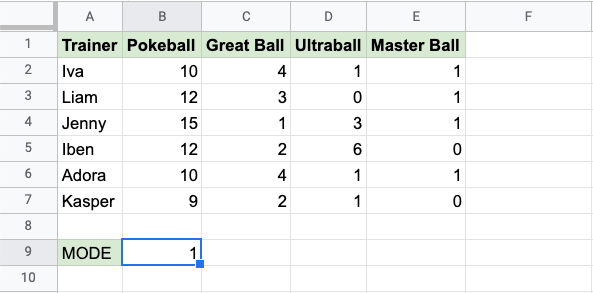 A B C D E F
1 Trainer Pokeball Great Ball Ultraball Master Ball
2 Iva 10 4 1 1
3 Liam 12 3 0 1
4 Jenny 15 1 3 1
5 Iben 12 2 6 0
6 Adora 10 4 1 1
7 Kasper 9 2 1 0
8
9 MODE 1
10